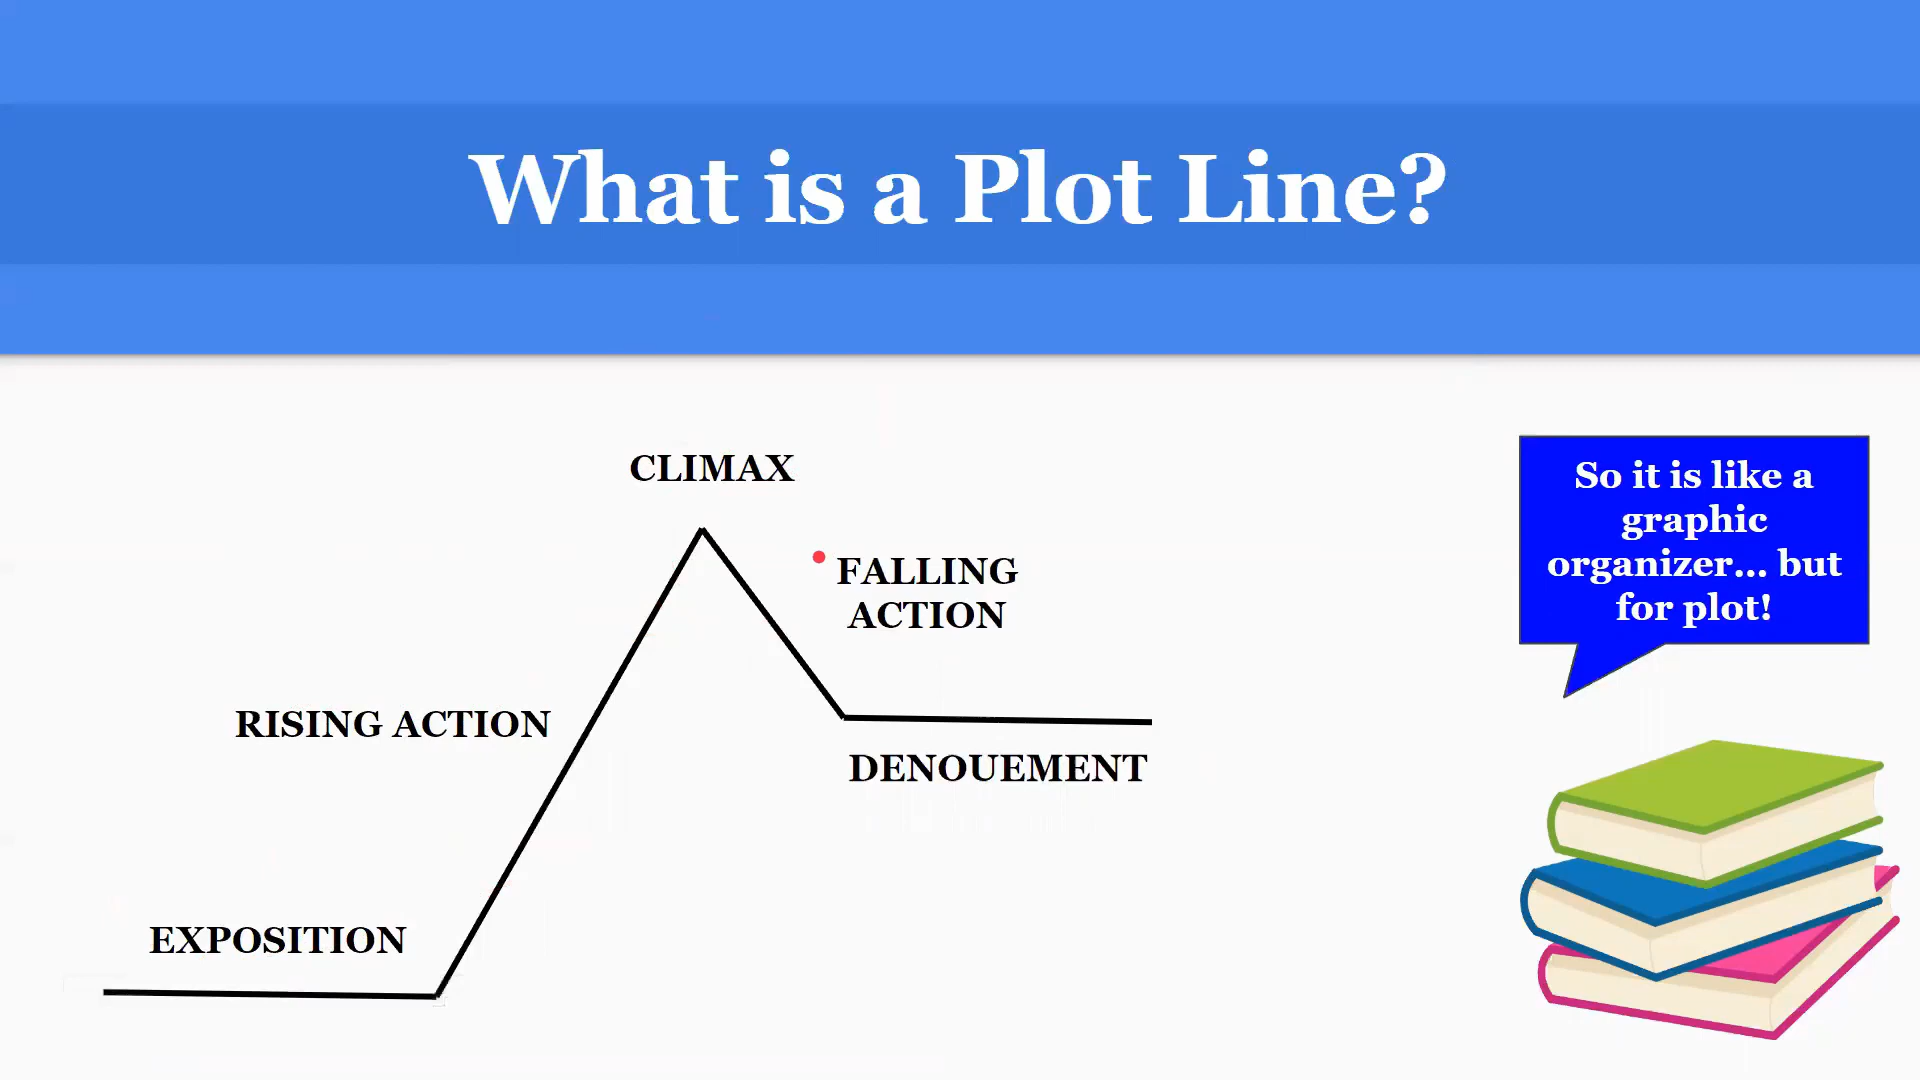 What is a Plot Line?
CLIMAX
FALLING
ACTION
RISING ACTION
DENOUEMENT
EXPOSITION
So it is like a
graphic
organizer... but
for plot!